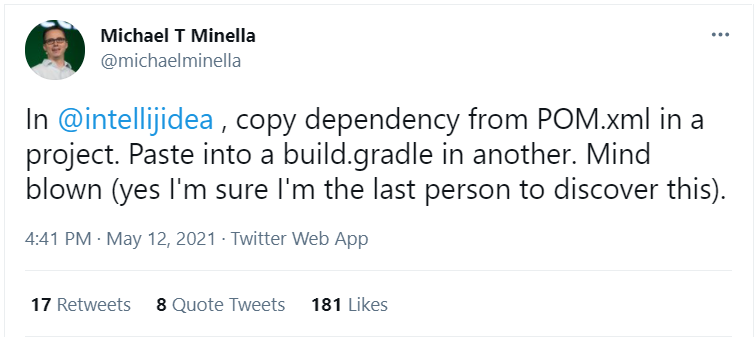 Michael T Minella
@michaelminella
In @intellijidea , copy dependency from POM.xml in a
project. Paste into a build.gradle in another. Mind
blown (yes I'm sure I'm the last person to discover this).
4:41 PM · May 12, 2021 · Twitter Web App
17 Retweets 8 Quote Tweets 181 Likes